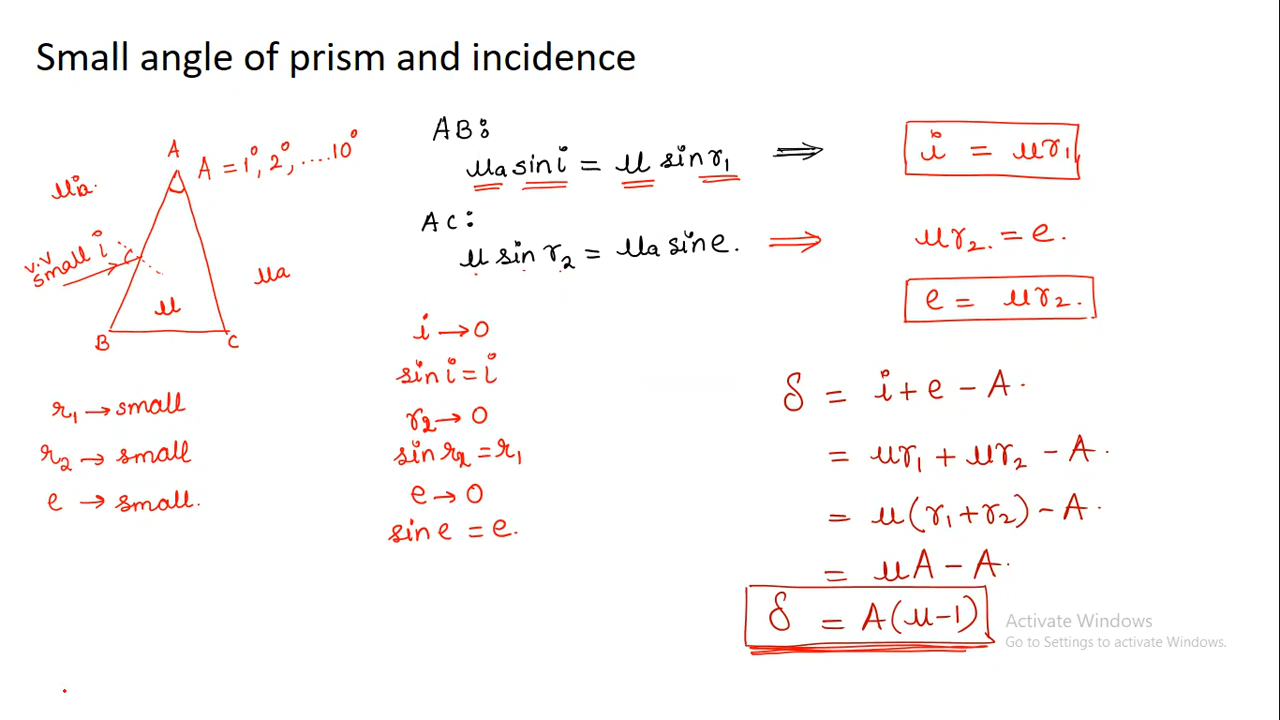 Small angle of prism and incidence
A
A = 1°, 2°, ....10°
μa.
v.v
small i
μ
μa
B
C
r₁ → small
r₂ → small
e → small.
AB:
μa sin i = μ sin r₁ ⇒
AC:
μ sin r₂ = μa sin e. ⇒
i → 0
sin i = i
r₂ → 0
sin r₂ = r₁
e → 0
sin e = e.
i = μr₁
μr₂. = e.
e = μr₂.
δ = i + e - A.
= μr₁ + μr₂ - A.
= μ(r₁+r₂) - A.
= μA - A.
δ = A(μ-1)
Activate Windows
Go to Settings to activate Windows.